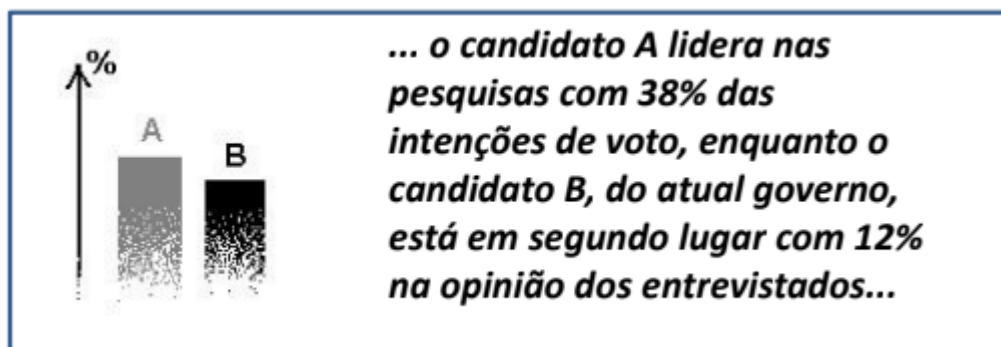 %
A
B
... o candidato A lidera nas
pesquisas com 38% das
intenções de voto, enquanto o
candidato B, do atual governo,
está em segundo lugar com 12%
na opinião dos entrevistados...